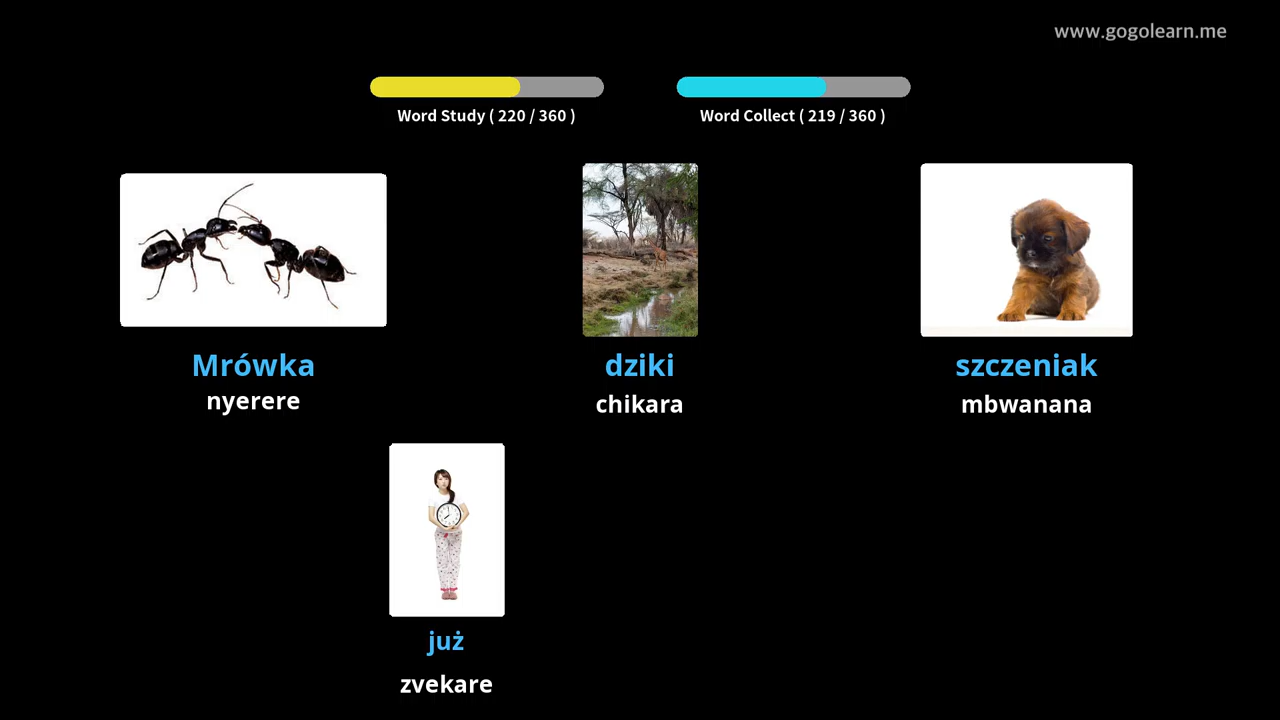 www.gogolearn.me
Word Study ( 220 / 360 )
Word Collect ( 219 / 360 )
Mrówka
nyerere
dziki
chikara
szczeniak
mbwanana
już
zvekare